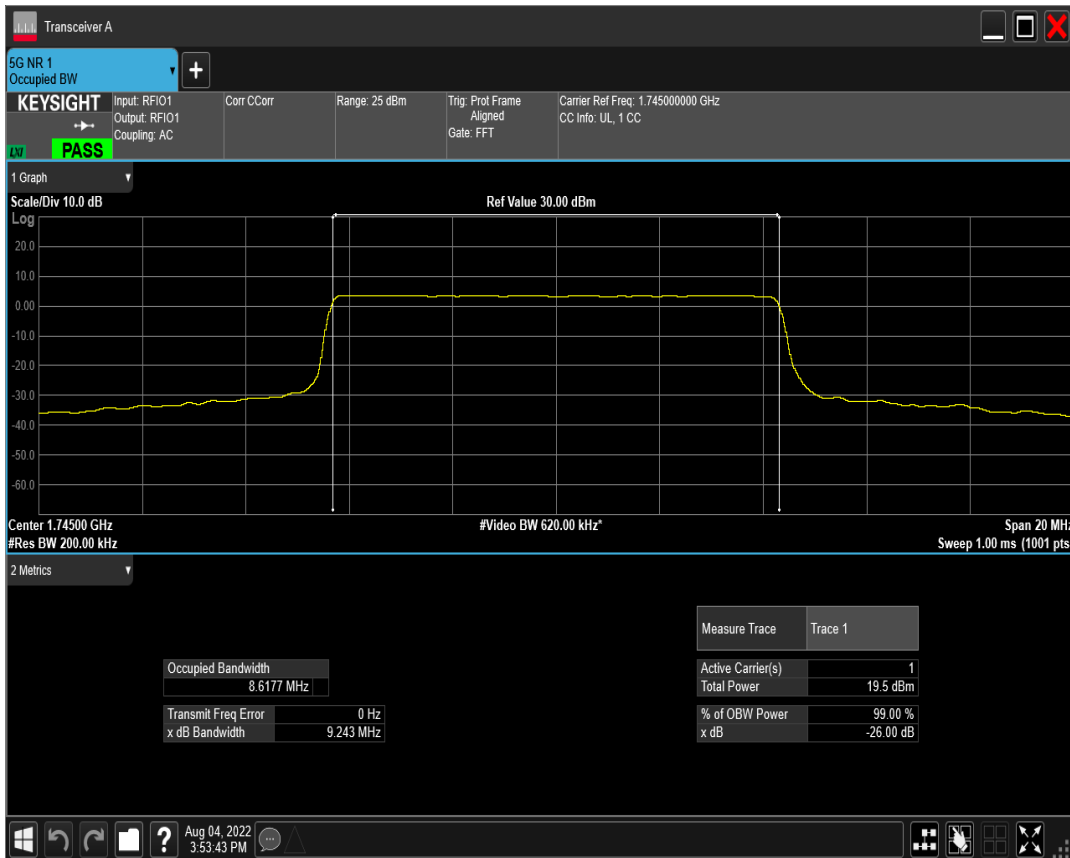 Transceiver A
5G NR 1
Occupied BW
KEYSIGHT
LXI
PASS
Input: RFIO1
Output: RFIO1
Coupling: AC
Corr CCorr
Range: 25 dBm
Trig: Prot Frame
Aligned
Gate: FFT
Carrier Ref Freq: 1.745000000 GHz
CC Info: UL, 1 CC
1 Graph
Scale/Div 10.0 dB
Ref Value 30.00 dBm
Log
20.0
10.0
0.00
-10.0
-20.0
-30.0
-40.0
-50.0
-60.0
Center 1.74500 GHz
#Video BW 620.00 kHz*
Span 20 MHz
#Res BW 200.00 kHz
Sweep 1.00 ms (1001 pts
2 Metrics
Measure Trace Trace 1
Occupied Bandwidth
8.6177 MHz
Active Carrier(s) 1
Total Power 19.5 dBm
Transmit Freq Error 0 Hz
x dB Bandwidth 9.243 MHz
% of OBW Power 99.00 %
x dB -26.00 dB
?
Aug 04, 2022
3:53:43 PM